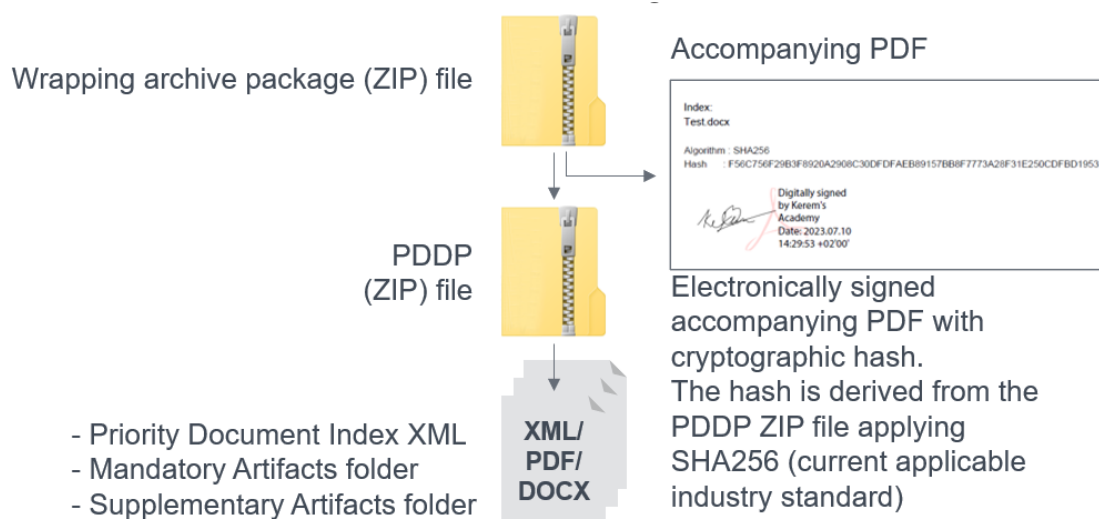 Wrapping archive package (ZIP) file
Accompanying PDF
Index:
Test.docx
Algorithm : SHA256
Hash : F56C756F29B3F8920A2908C30DFDFAEB89157BB8F7773A28F31E250CDFBD1953
Digitally signed
by Kerem's
Academy
Date: 2023.07.10
14:29:53 +02'00'
PDDP
(ZIP) file
Electronically signed
accompanying PDF with
cryptographic hash.
The hash is derived from the
PDDP ZIP file applying
SHA256 (current applicable
industry standard)
- Priority Document Index XML
- Mandatory Artifacts folder
- Supplementary Artifacts folder
XML/
PDF/
DOCX